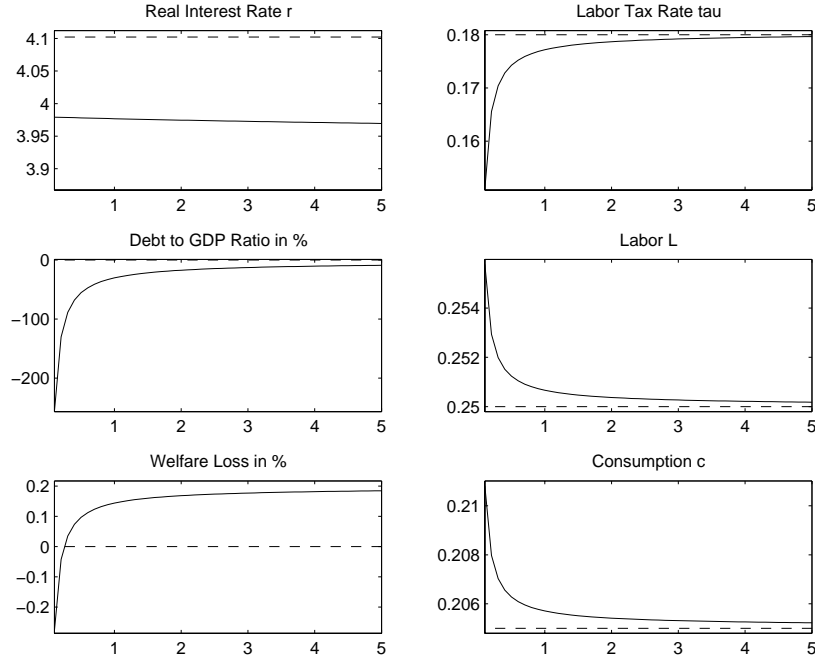 Real Interest Rate r
4.1
4.05
4
3.95
3.9
1 2 3 4 5
Labor Tax Rate tau
0.18
0.17
0.16
1 2 3 4 5
Debt to GDP Ratio in %
0
−100
−200
1 2 3 4 5
Labor L
0.254
0.252
0.25
1 2 3 4 5
Welfare Loss in %
0.2
0.1
0
−0.1
−0.2
1 2 3 4 5
Consumption c
0.21
0.208
0.206
1 2 3 4 5